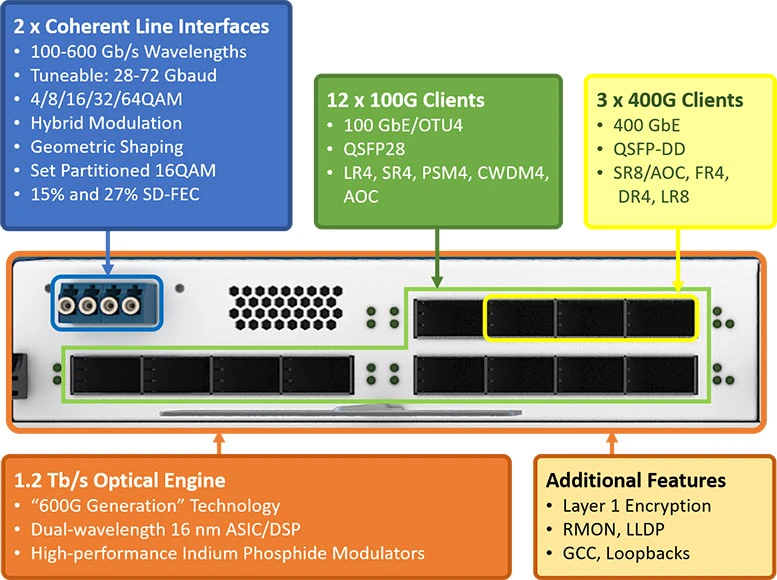 2 x Coherent Line Interfaces
• 100-600 Gb/s Wavelengths
• Tuneable: 28-72 Gbaud
• 4/8/16/32/64QAM
• Hybrid Modulation
• Geometric Shaping
• Set Partitioned 16QAM
• 15% and 27% SD-FEC
12 x 100G Clients
• 100 GbE/OTU4
• QSFP28
• LR4, SR4, PSM4, CWDM4,
AOC
3 x 400G Clients
• 400 GbE
• QSFP-DD
• SR8/AOC, FR4,
DR4, LR8
1.2 Tb/s Optical Engine
• “600G Generation” Technology
• Dual-wavelength 16 nm ASIC/DSP
• High-performance Indium Phosphide Modulators
Additional Features
• Layer 1 Encryption
• RMON, LLDP
• GCC, Loopbacks